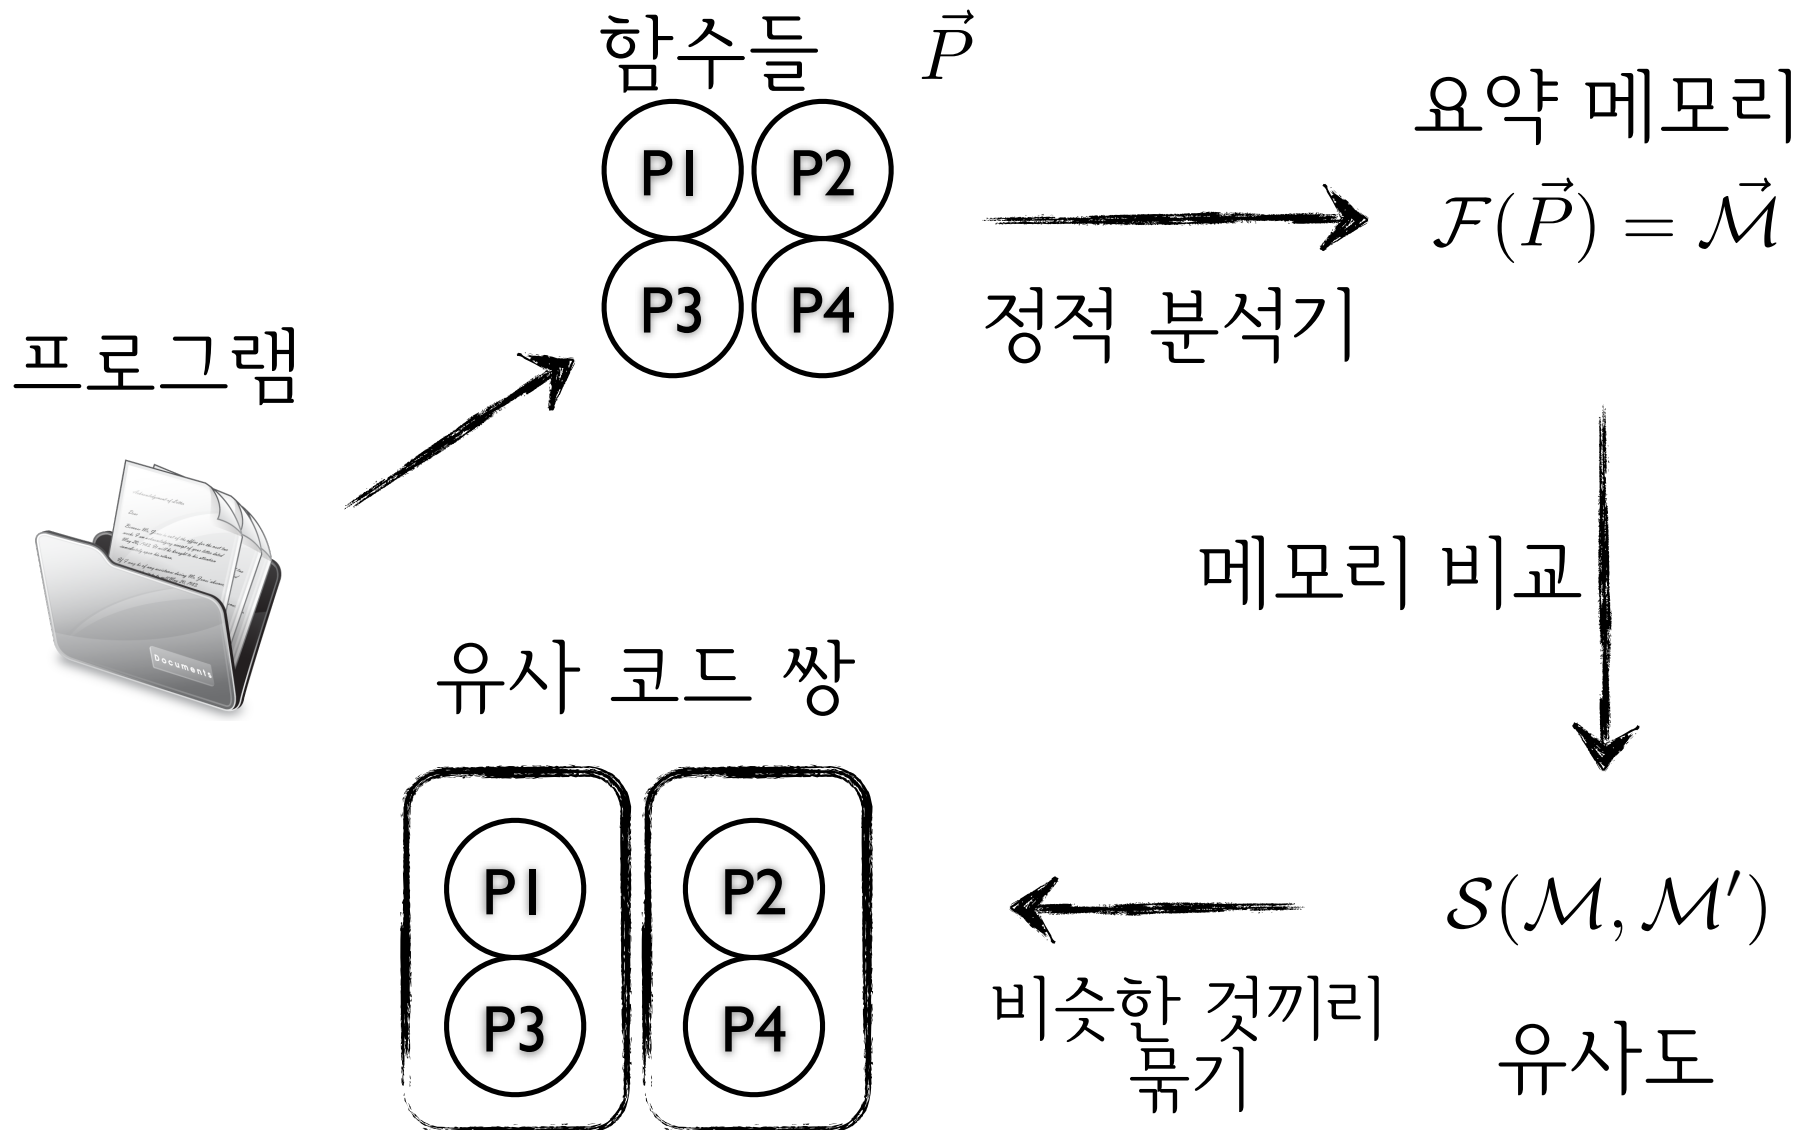 함수들 $\vec{P}$
P1 P2
P3 P4
요약 메모리
$\mathcal{F}(\vec{P}) = \vec{\mathcal{M}}$
정적 분석기
프로그램
Documents
메모리 비교
유사 코드 쌍
P1 P2
P3 P4
$\mathcal{S}(\mathcal{M}, \mathcal{M}')$
비슷한 것끼리
묶기
유사도